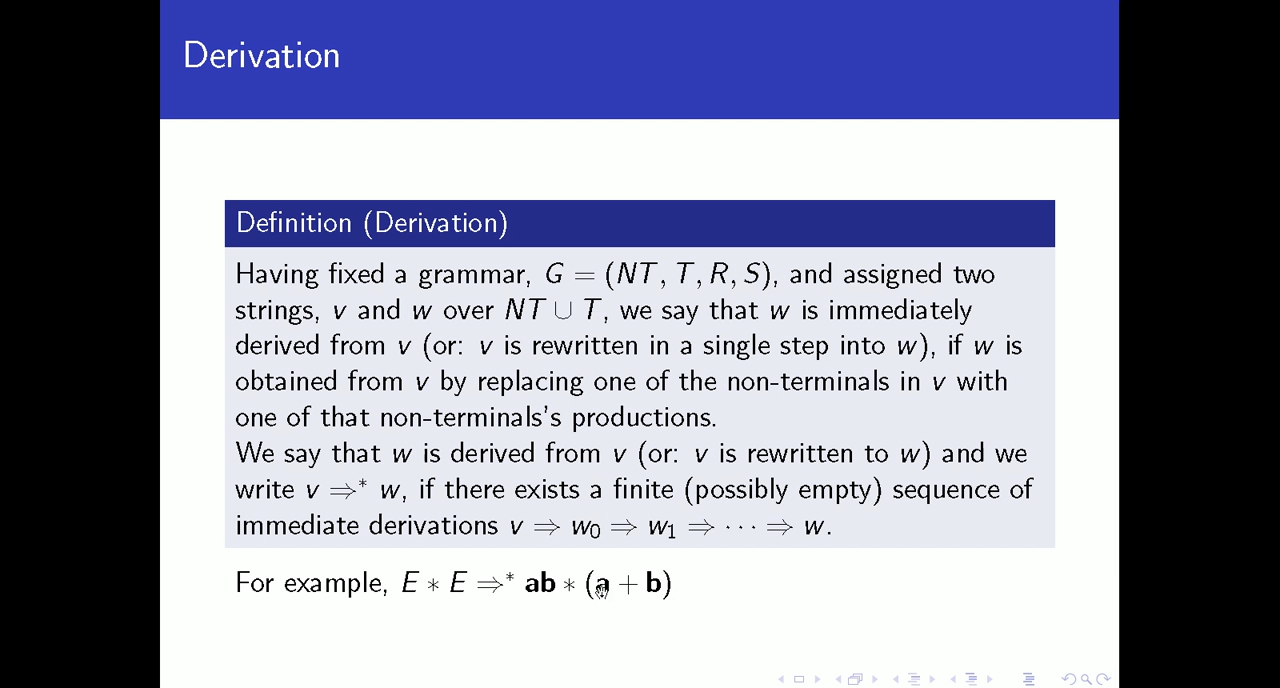 Derivation
Definition (Derivation)
Having fixed a grammar, G = (NT, T, R, S), and assigned two
strings, v and w over NT ∪ T, we say that w is immediately
derived from v (or: v is rewritten in a single step into w), if w is
obtained from v by replacing one of the non-terminals in v with
one of that non-terminals's productions.
We say that w is derived from v (or: v is rewritten to w) and we
write v ⇒* w, if there exists a finite (possibly empty) sequence of
immediate derivations v ⇒ w₀ ⇒ w₁ ⇒ ··· ⇒ w.
For example, E ∗ E ⇒* ab ∗ (a + b)